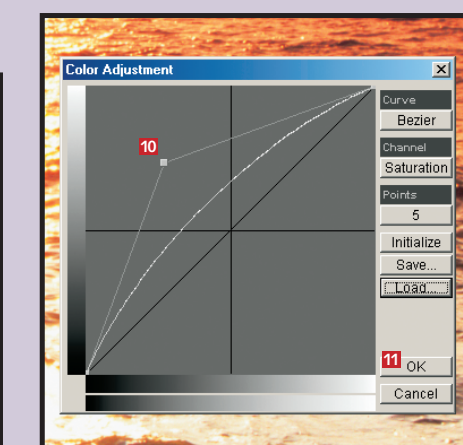 Color Adjustment
Curve
Bezier
Channel
Saturation
Points
5
Initialize
Save...
Load...
OK
Cancel
10
11